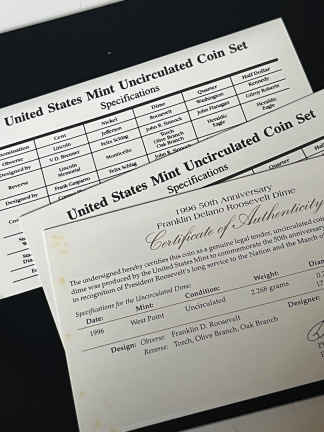 United States Mint Uncirculated Coin Set
Specifications
Cent Nickel Dime Quarter Half Dollar
Obverse Lincoln Jefferson Roosevelt Washington Kennedy
Designed by V.D. Brenner Felix Schlag John R. Sinnock John Flanagan Gilroy Roberts
Reverse Lincoln Memorial Monticello Torch Olive Branch Oak Branch Heraldic Eagle Heraldic Eagle
Designed by Frank Gasparro Felix Schlag John R. Sinnock
United States Mint Uncirculated Coin Set
Specifications
Quarter Half Dollar
1996 50th Anniversary
Franklin Delano Roosevelt Dime
Certificate of Authenticity
The undersigned hereby certifies this coin as a genuine legal tender, uncirculated coin
dime was produced by the United States Mint to commemorate the 50th anniversary
in recognition of President Roosevelt's long service to the Nation and the March of
Specifications for the Uncirculated Dime:
Date: Mint: Condition: Weight:
1996 West Point Uncirculated 2.268 grams
Designer:
Design: Obverse: Franklin D. Roosevelt
Reverse: Torch, Olive Branch, Oak Branch